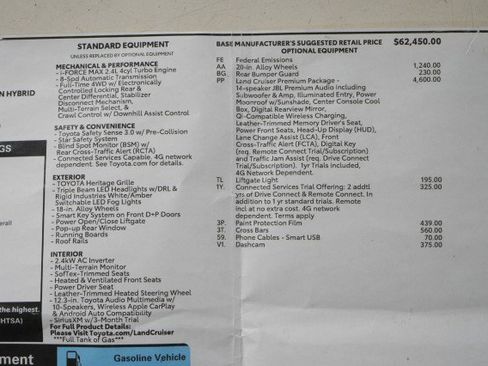 STANDARD EQUIPMENT
UNLESS REPLACED BY OPTIONAL EQUIPMENT
MECHANICAL & PERFORMANCE
- i-FORCE MAX 2.4L 4cyl Turbo Engine
- 8-Spd Automatic Transmission
- Full-Time 4WD w/ Electronically
Controlled Locking Rear &
Center Differential, Stabilizer
Disconnect Mechanism,
Multi-Terrain Select, &
Crawl Control w/ Downhill Assist Control
SAFETY & CONVENIENCE
- Toyota Safety Sense 3.0 w/ Pre-Collision
- Star Safety System
- Blind Spot Monitor (BSM) w/
Rear Cross-Traffic Alert (RCTA)
- Connected Services Capable. 4G network
dependent. See Toyota.com for details.
EXTERIOR
- TOYOTA Heritage Grille
- Triple Beam LED Headlights w/DRL &
Rigid Industries White/Amber
Switchable LED Fog Lights
- 18-in. Alloy Wheels
- Smart Key System on Front D+P Doors
- Power Open/Close Liftgate
- Pop-up Rear Window
- Running Boards
- Roof Rails
INTERIOR
- 2.4kW AC Inverter
- Multi-Terrain Monitor
- SofTex-Trimmed Seats
- Heated & Ventilated Front Seats
- Power Driver Seat
- Leather-Trimmed Heated Steering Wheel
- 12.3-in. Toyota Audio Multimedia w/
10-Speakers, Wireless Apple CarPlay
& Android Auto Compatibility
- SiriusXM w/3-Month Trial
For Full Product Details:
Please Visit Toyota.com/LandCruiser
***Full Tank of Gas***
BASE MANUFACTURER'S SUGGESTED RETAIL PRICE $62,450.00
OPTIONAL EQUIPMENT
FE Federal Emissions
AA 20-in. Alloy Wheels 1,240.00
BG Rear Bumper Guard 230.00
PP Land Cruiser Premium Package - 4,600.00
14-speaker JBL Premium Audio including
Subwoofer & Amp, Illuminated Entry, Power
Moonroof w/Sunshade, Center Console Cool
Box, Digital Rearview Mirror,
Qi-Compatible Wireless Charging,
Leather-Trimmed Memory Driver Seat,
Power Front Seats, Head-Up Display (HUD),
Lane Change Assist (LCA), Front
Cross-Traffic Alert (FCTA), Digital Key
(req. Remote Connect Trial/Subscription)
and Traffic Jam Assist (req. Drive Connect
Trial/Subscription). 1yr Trials included,
4G Network Dependent.
TL Liftgate Light 195.00
1Y Connected Services Trial Offering: 2 addtl 325.00
yrs of Drive Connect & Remote Connect. In
addition to 1 yr standard trials. Remote
incl at no extra cost. 4G network
dependent. Terms apply
3P. Paint Protection Film 439.00
3T. Cross Bars 560.00
59. Phone Cables - Smart USB 70.00
V1. Dashcam 375.00
N HYBRID
GS
erall
the highest.
HTSA)
ment
Gasoline Vehicle